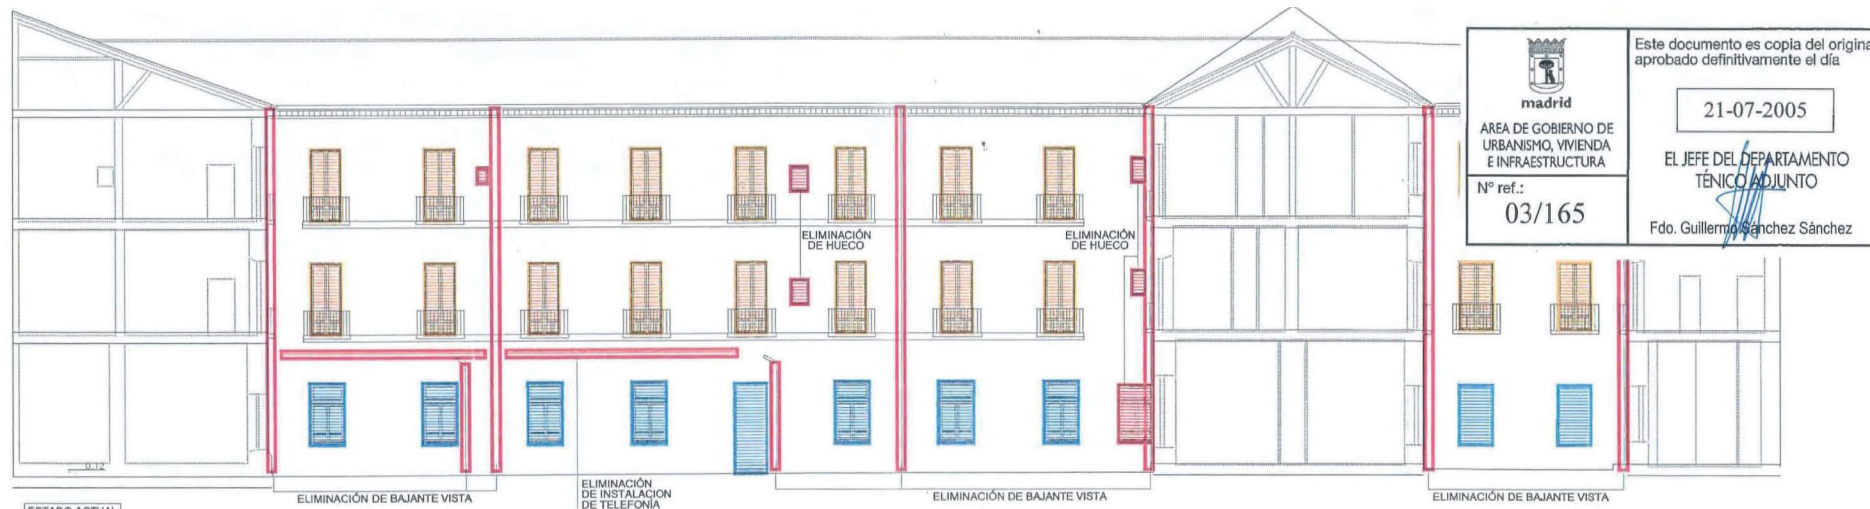 madrid
AREA DE GOBIERNO DE
URBANISMO, VIVIENDA
E INFRAESTRUCTURA
Nº ref.:
03/165
Este documento es copia del origina
aprobado definitivamente el día
21-07-2005
EL JEFE DEL DEPARTAMENTO
TÉNICO ADJUNTO
Fdo. Guillermo Sánchez Sánchez
ELIMINACIÓN
DE HUECO
ELIMINACIÓN
DE HUECO
0.12
ELIMINACIÓN DE BAJANTE VISTA
ELIMINACIÓN
DE INSTALACION
DE TELEFONÍA
ELIMINACIÓN DE BAJANTE VISTA
ELIMINACIÓN DE BAJANTE VISTA
ESTADO ACTUAL